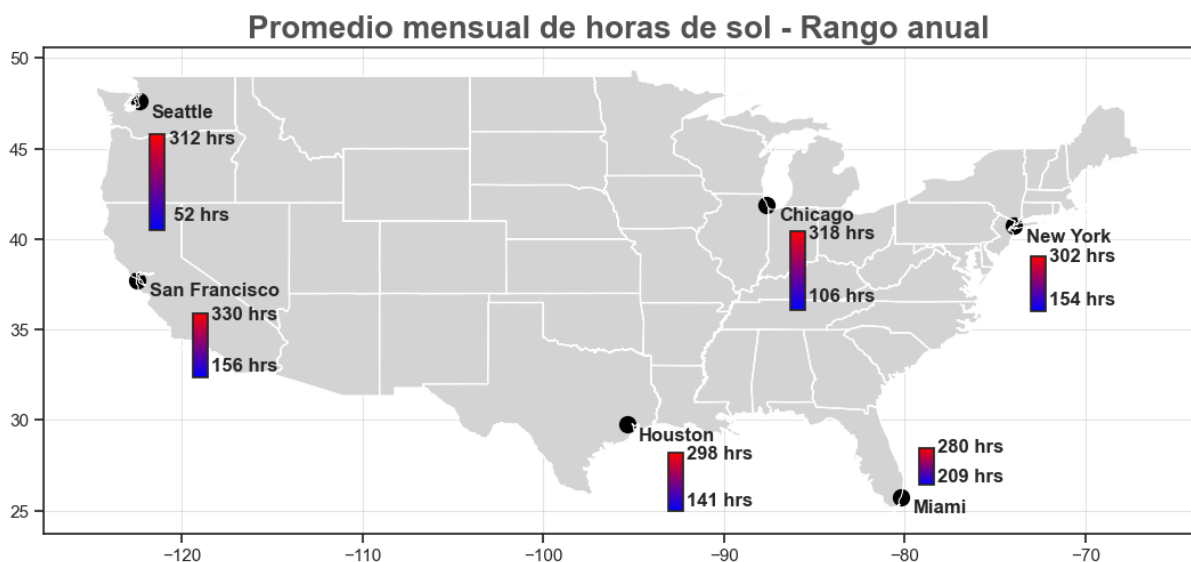 Promedio mensual de horas de sol - Rango anual
50
45
40
35
30
25
Seattle
312 hrs
52 hrs
San Francisco
330 hrs
156 hrs
Chicago
318 hrs
106 hrs
New York
302 hrs
154 hrs
Houston
298 hrs
141 hrs
280 hrs
209 hrs
Miami
−120
−110
−100
−90
−80
−70